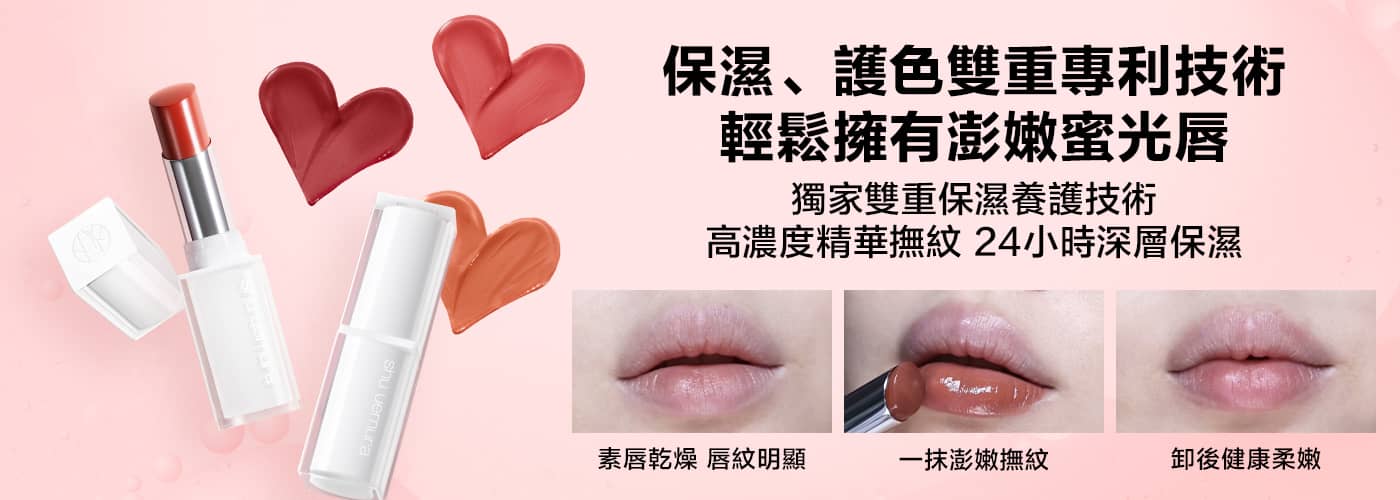 保濕、護色雙重專利技術
輕鬆擁有澎嫩蜜光唇
獨家雙重保濕養護技術
高濃度精華撫紋 24小時深層保濕
素唇乾燥 唇紋明顯
一抹澎嫩撫紋
卸後健康柔嫩
shu uemura
shu uemura